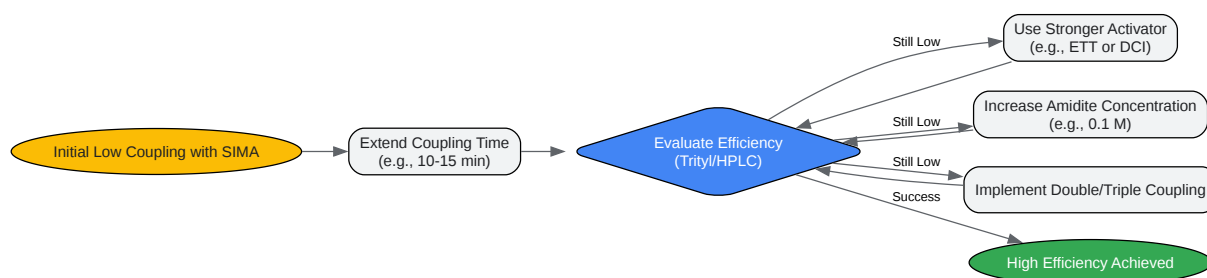 Initial Low Coupling with SIMA
Extend Coupling Time
(e.g., 10-15 min)
Evaluate Efficiency
(Trityl/HPLC)
Still Low
Use Stronger Activator
(e.g., ETT or DCI)
Still Low
Increase Amidite Concentration
(e.g., 0.1 M)
Still Low
Implement Double/Triple Coupling
Success
High Efficiency Achieved